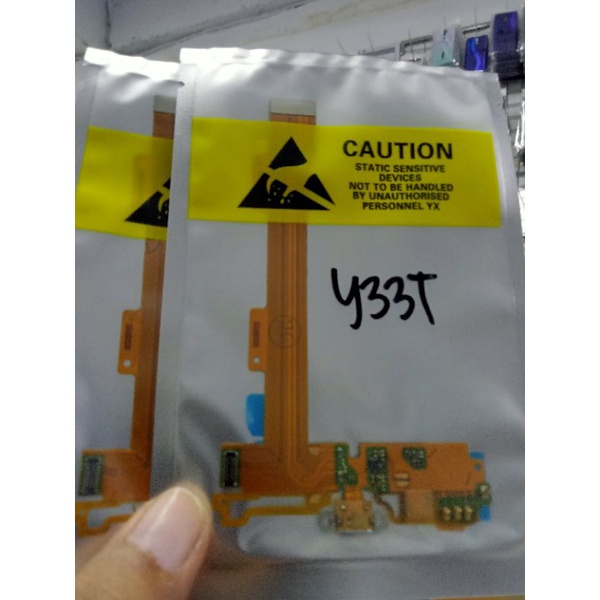 CAUTION
STATIC SENSITIVE
DEVICES
NOT TO BE HANDLED
BY UNAUTHORISED
PERSONNEL YX
Y33T